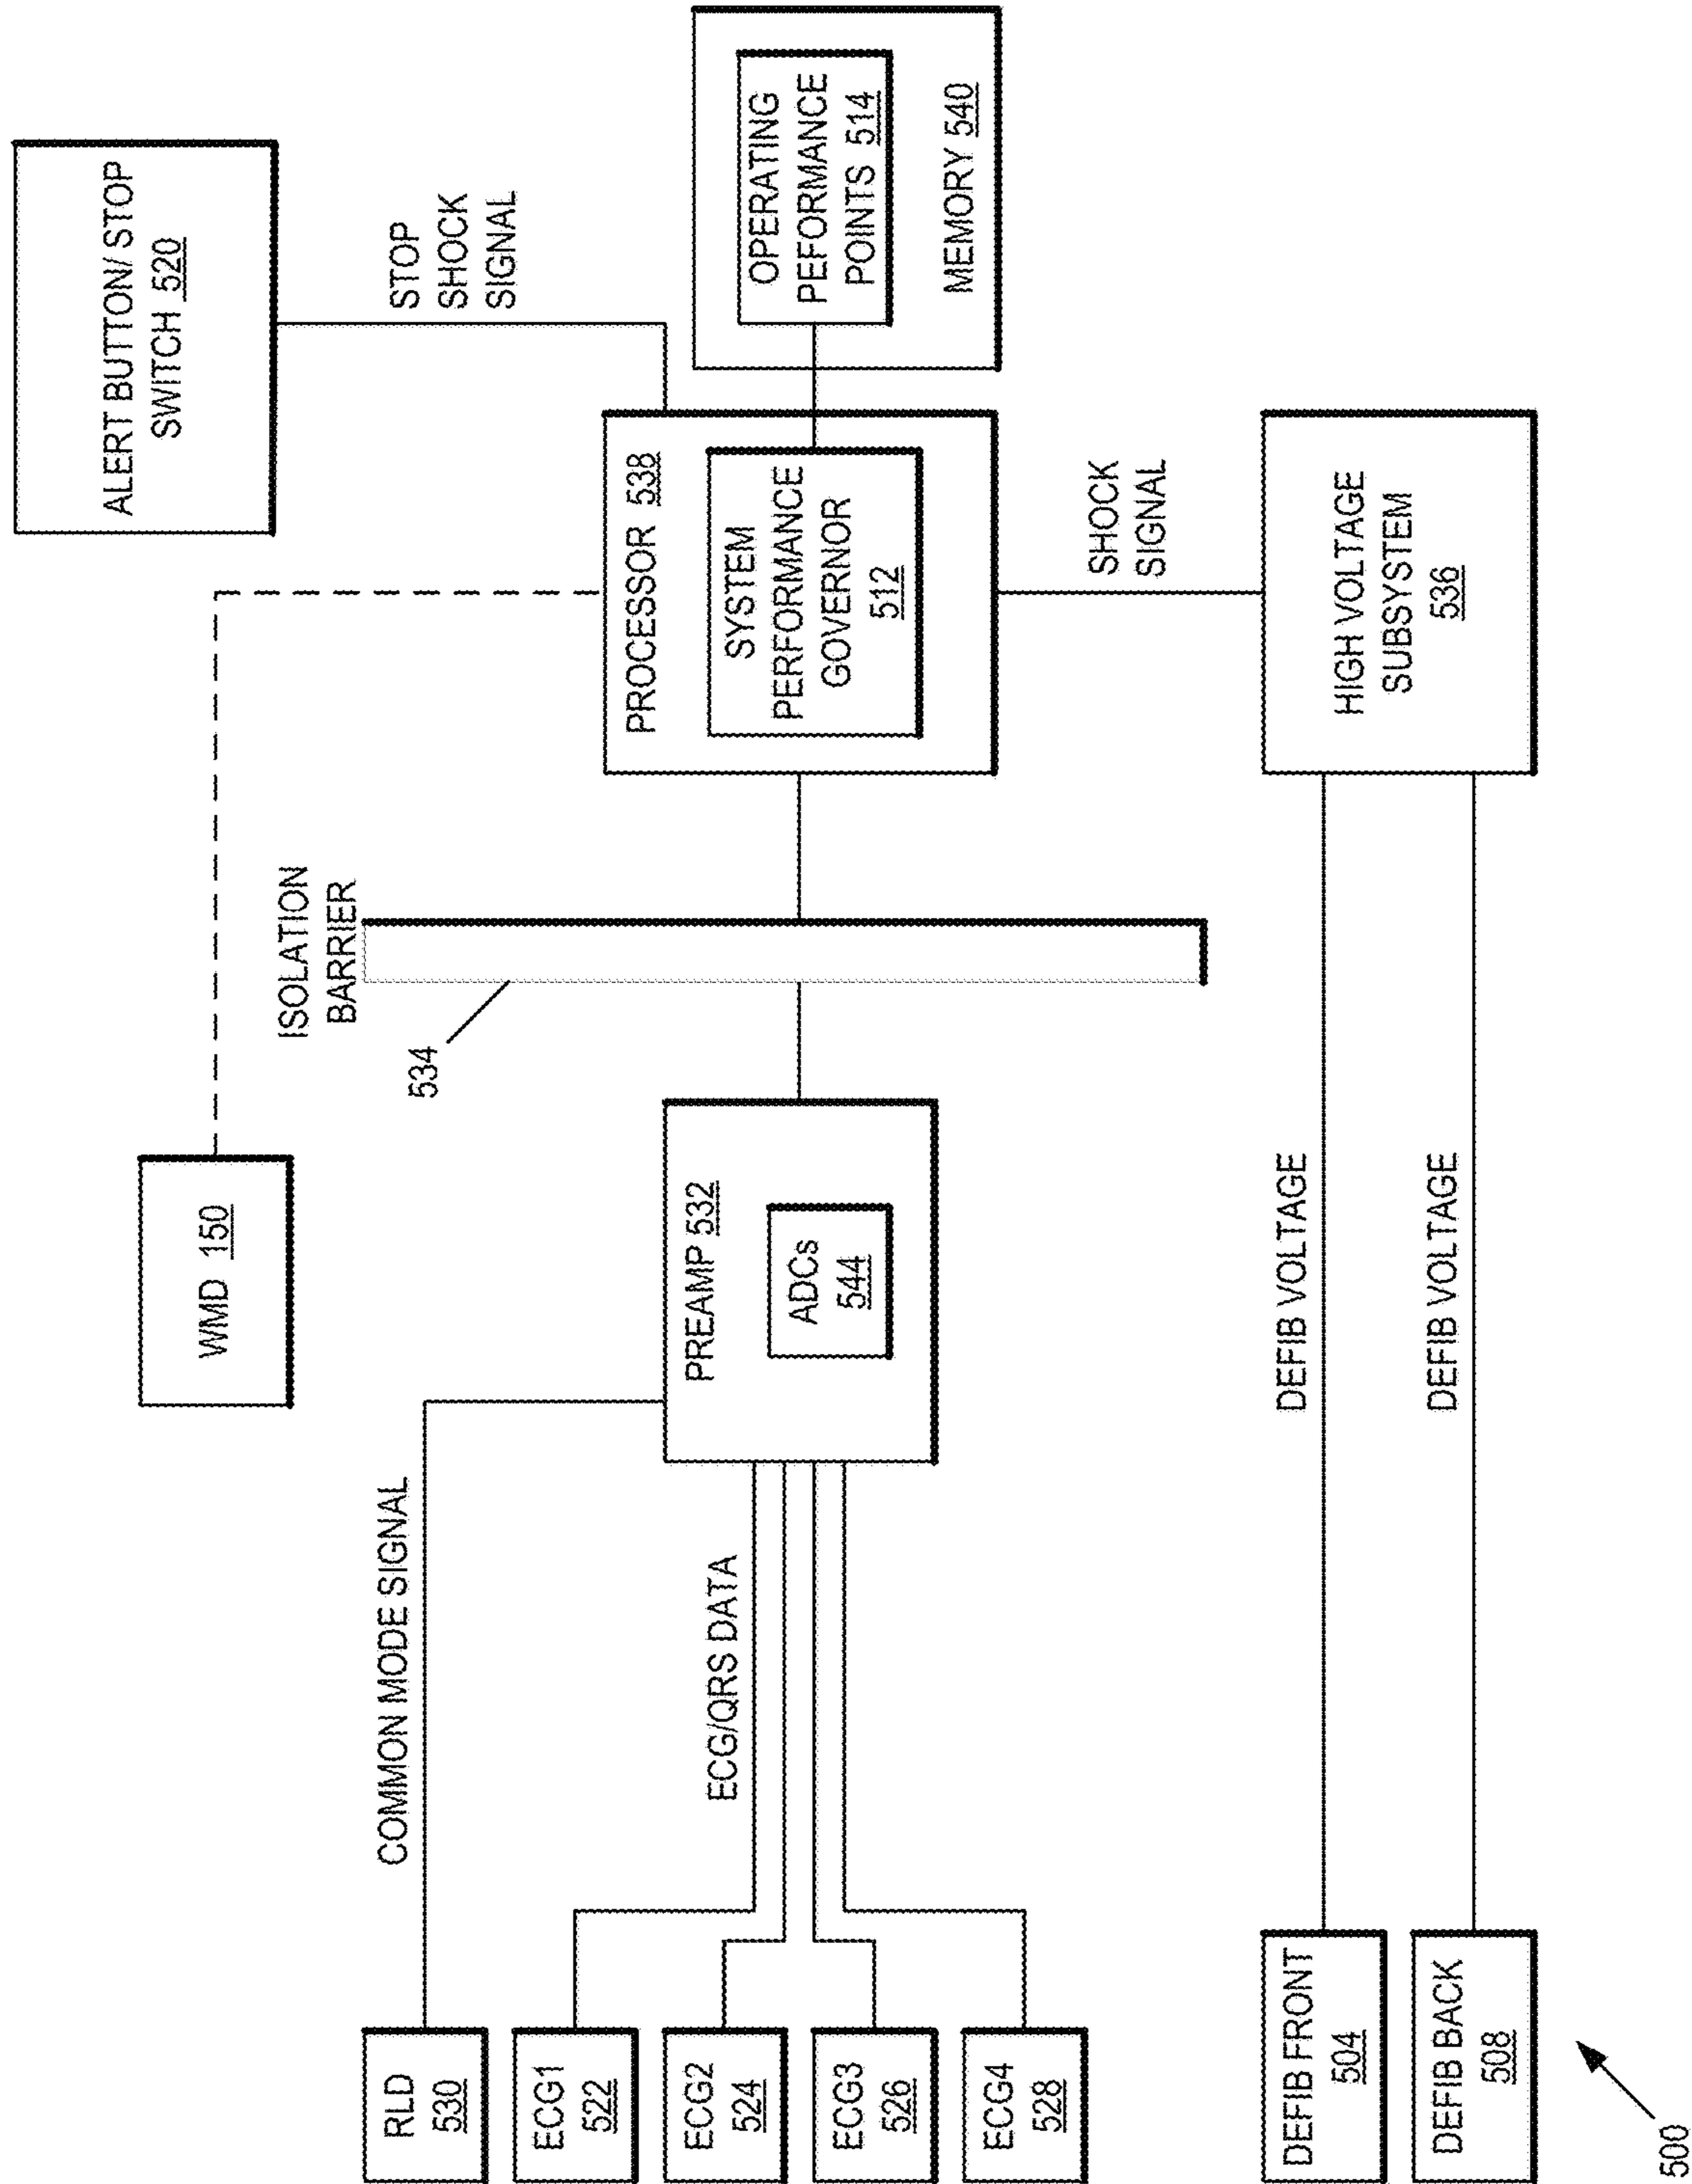 ALERT BUTTON/ STOP
SWITCH 520
WMD 150
STOP
SHOCK
SIGNAL
ISOLATION
BARRIER
534
COMMON MODE SIGNAL
RLD
530
ECG1
522
ECG2
524
ECG3
526
ECG4
528
ECG/QRS DATA
PREAMP 532
ADCs
544
PROCESSOR 538
SYSTEM
PERFORMANCE
GOVERNOR
512
OPERATING
PEFORMANCE
POINTS 514
MEMORY 540
SHOCK
SIGNAL
HIGH VOLTAGE
SUBSYSTEM
536
DEFIB VOLTAGE
DEFIB VOLTAGE
DEFIB FRONT
504
DEFIB BACK
508
500